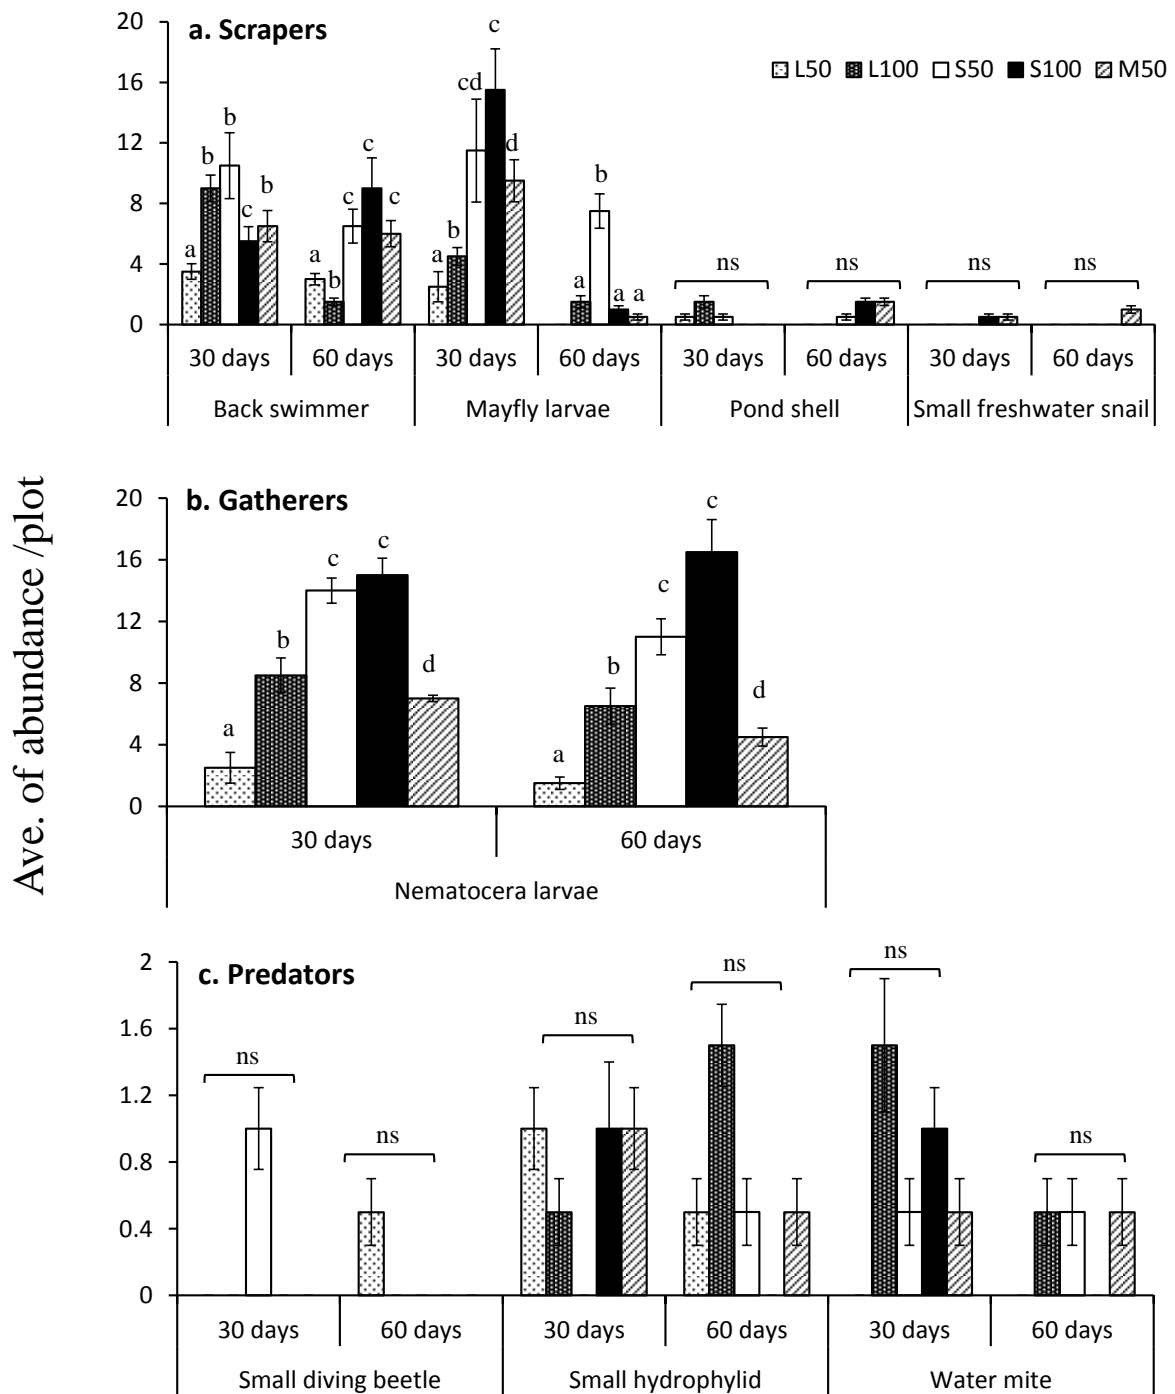 a. Scrapers
L50 L100 S50 S100 M50
20
16
12
8
4
0
a b b c b
a b c c c
a b cd c d
a b a a
ns ns ns ns
30 days 60 days 30 days 60 days 30 days 60 days 30 days 60 days
Back swimmer Mayfly larvae Pond shell Small freshwater snail
Ave. of abundance /plot
b. Gatherers
20
16
12
8
4
0
a b c c d
a b c c d
30 days 60 days
Nematocera larvae
c. Predators
2
1.6
1.2
0.8
0.4
0
ns ns ns ns ns ns
30 days 60 days 30 days 60 days 30 days 60 days
Small diving beetle Small hydrophylid Water mite